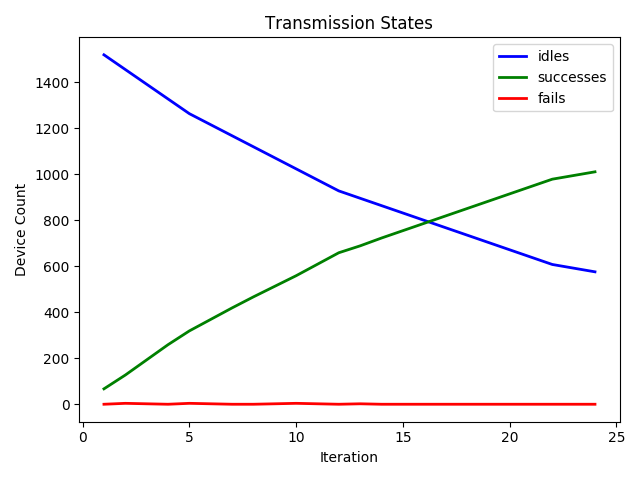 Transmission States
idles
successes
fails
Device Count
1400
1200
1000
800
600
400
200
0
0 5 10 15 20 25
Iteration